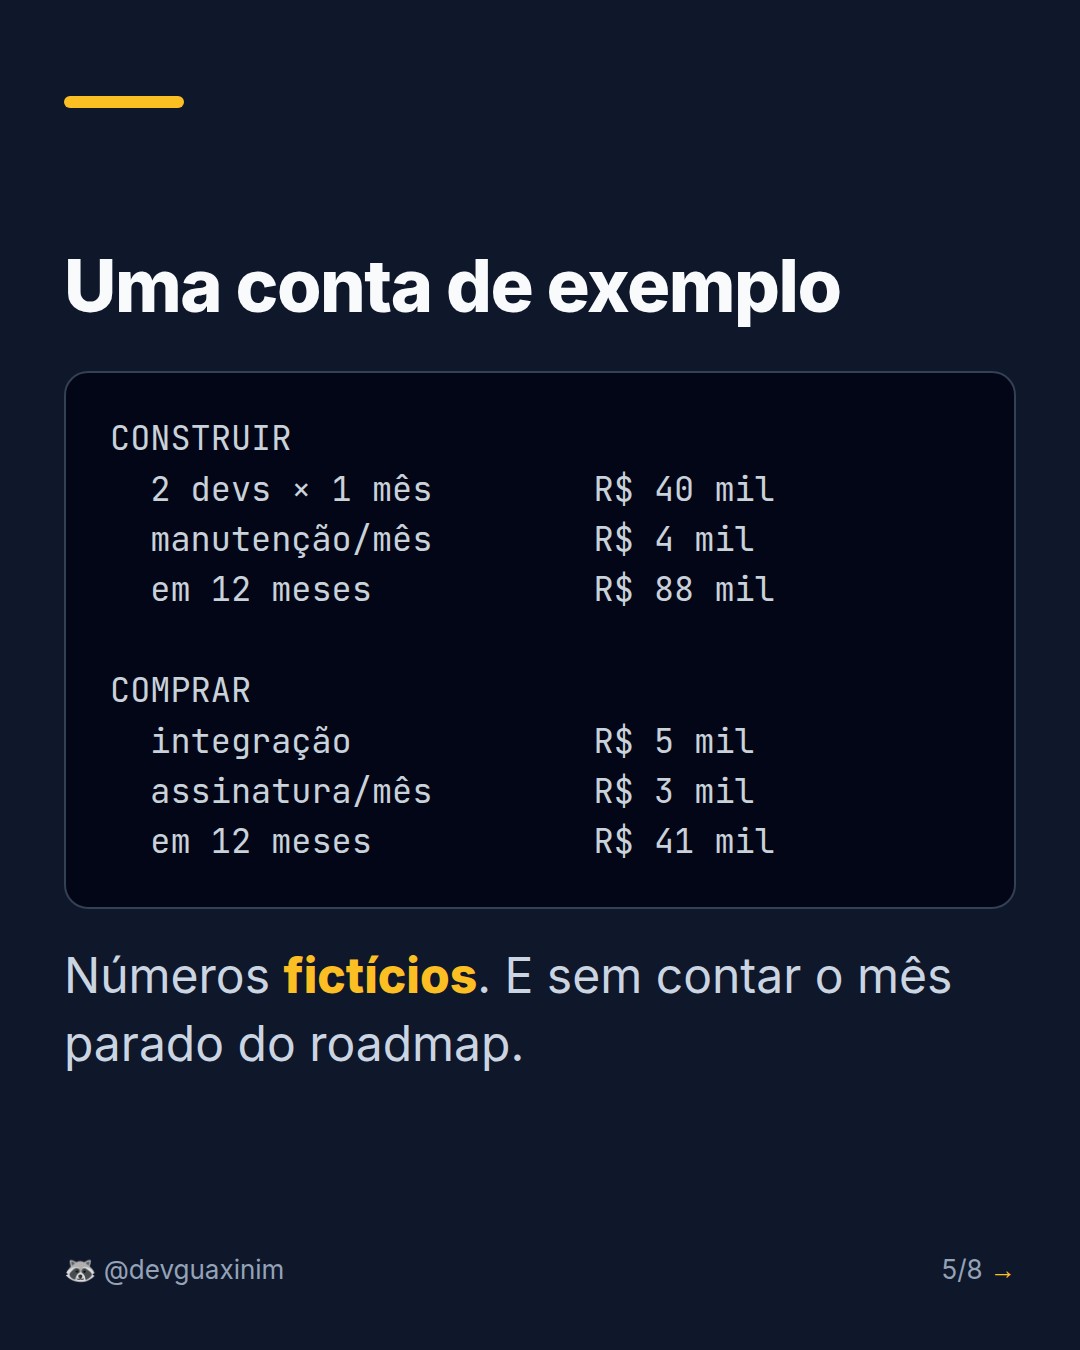 Uma conta de exemplo
CONSTRUIR
2 devs × 1 mês R$ 40 mil
manutenção/mês R$ 4 mil
em 12 meses R$ 88 mil
COMPRAR
integração R$ 5 mil
assinatura/mês R$ 3 mil
em 12 meses R$ 41 mil
Números fictícios. E sem contar o mês
parado do roadmap.
🦝 @devguaxinim
5/8 →